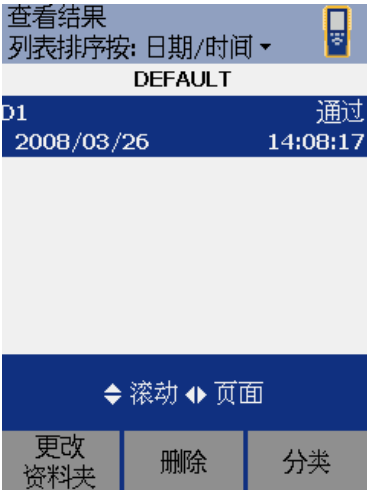 查看结果
列表排序按: 日期/时间
DEFAULT
D1 通过
2008/03/26 14:08:17
滚动 页面
更改资料夹 删除 分类